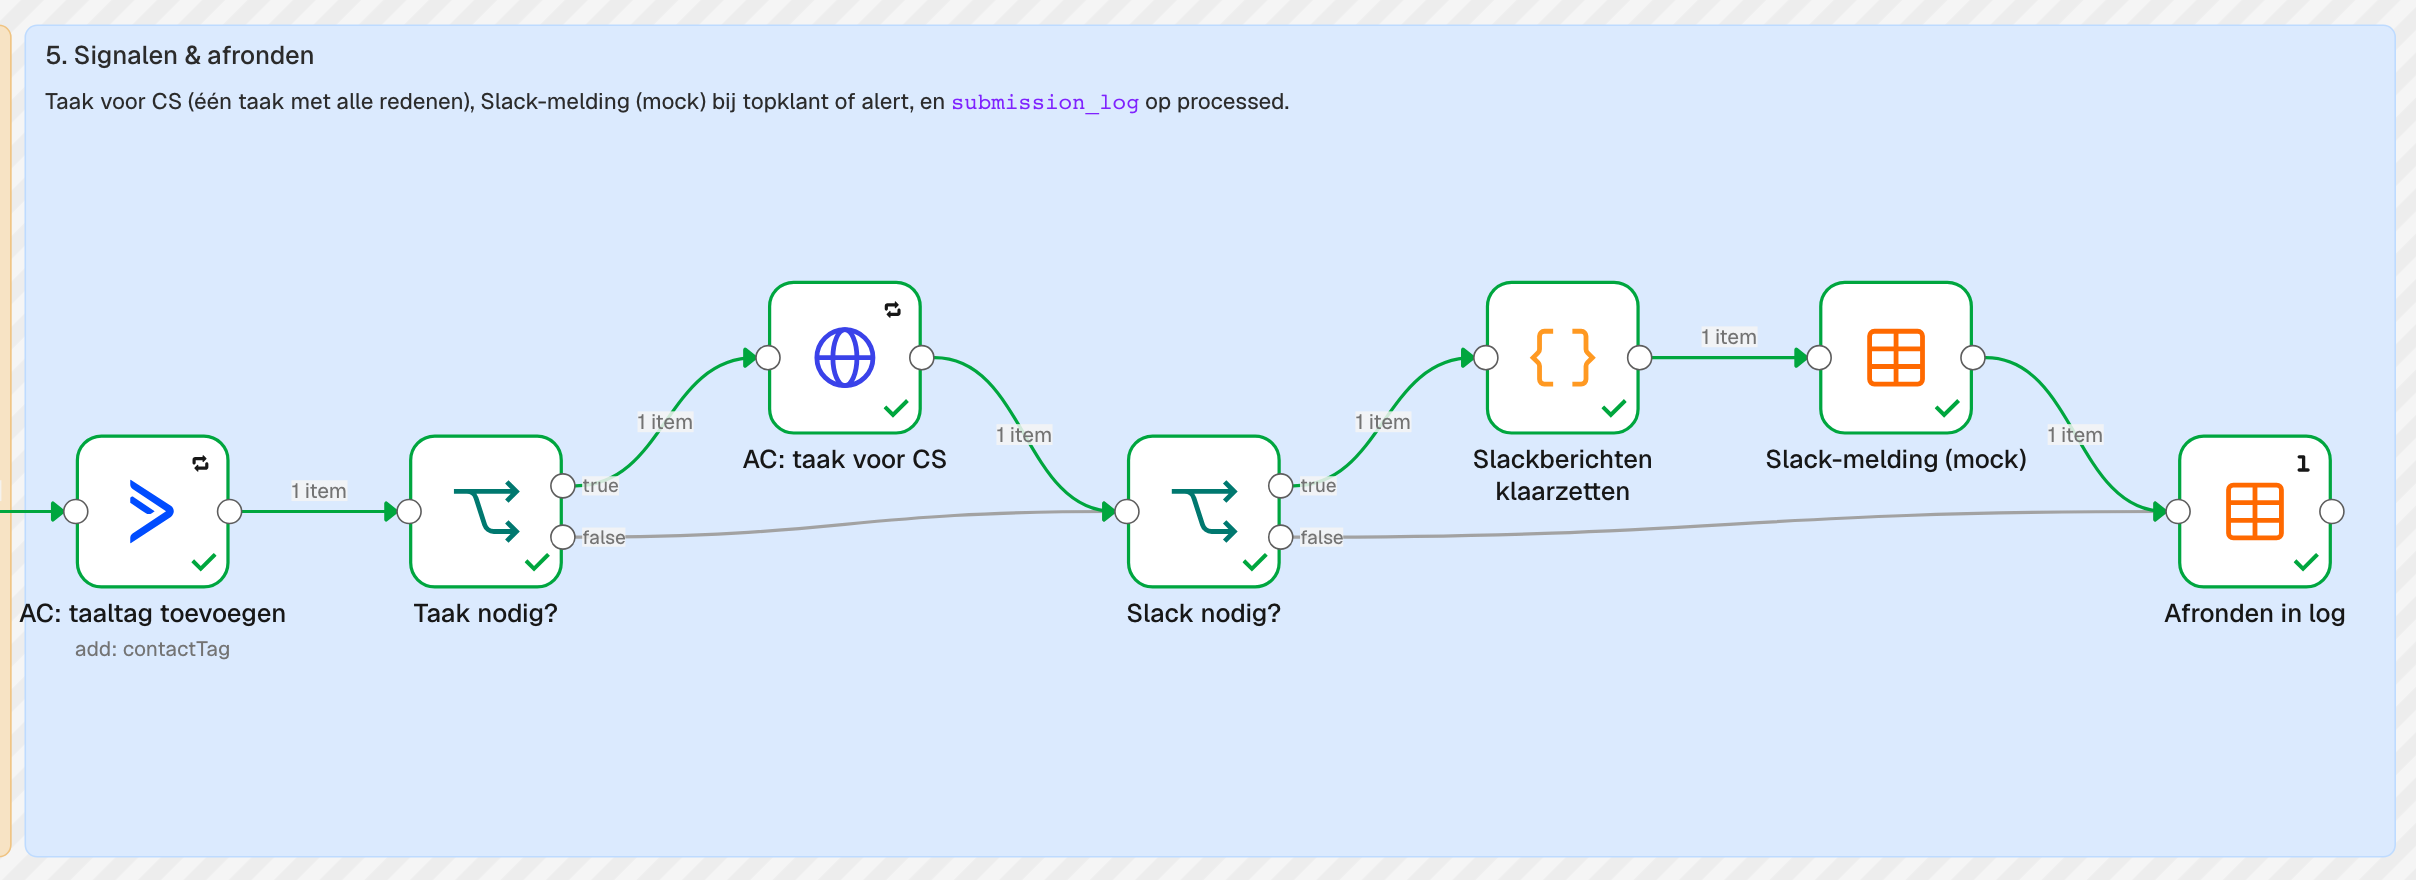 5. Signalen & afronden
Taak voor CS (één taak met alle redenen), Slack-melding (mock) bij topklant of alert, en submission_log op processed.
AC: taaltag toevoegen
add: contactTag
1 item
Taak nodig?
true
false
1 item
AC: taak voor CS
1 item
Slack nodig?
true
false
1 item
Slackberichten
klaarzetten
1 item
Slack-melding (mock)
1 item
1
Afronden in log